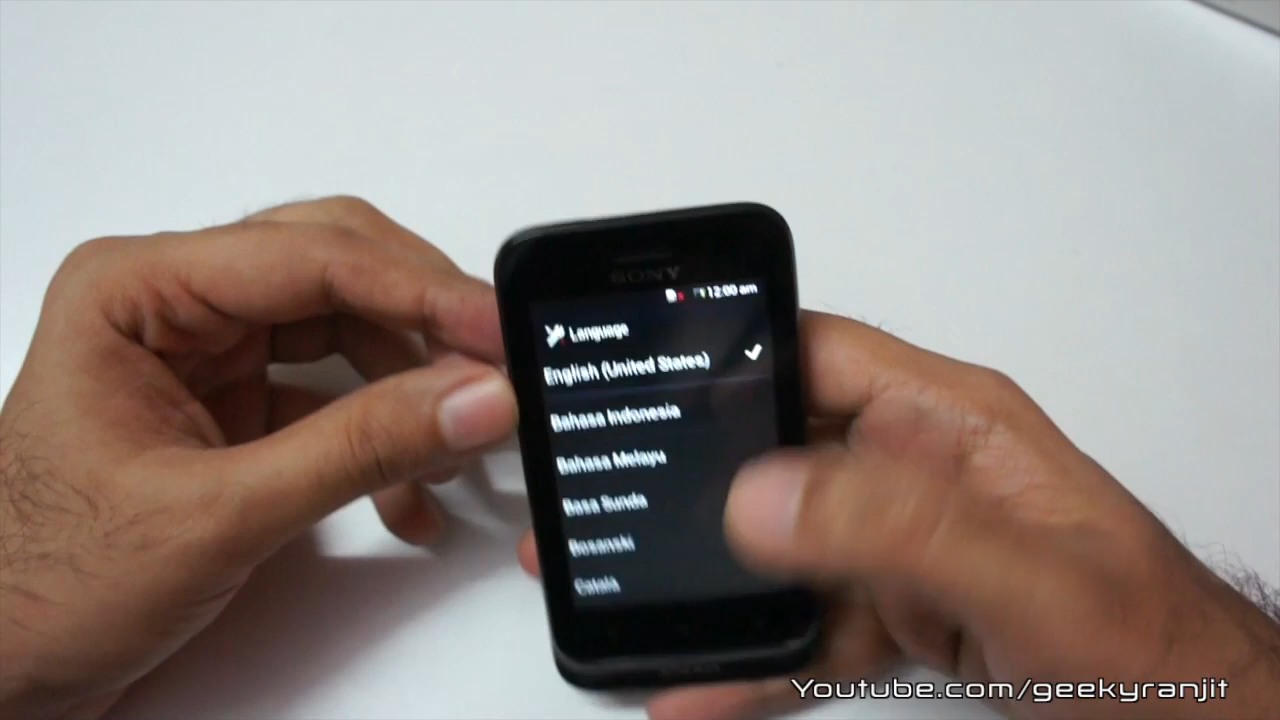 SONY
12:00 am
Language
English (United States)
Bahasa Indonesia
Bahasa Melayu
Basa Sunda
Bosanski
Català
Youtube.com/geekyranjit